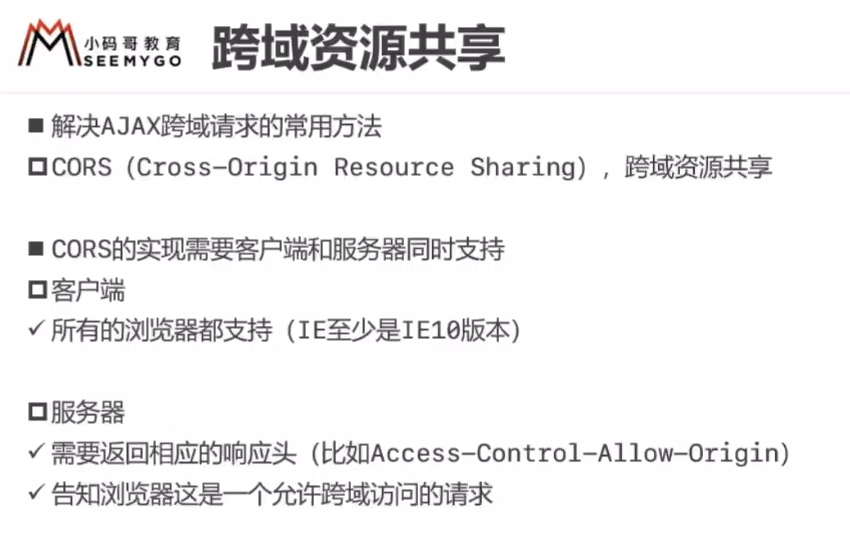 小码哥教育
SEEMYGO
跨域资源共享
■ 解决AJAX跨域请求的常用方法
CORS（Cross-Origin Resource Sharing），跨域资源共享
■ CORS的实现需要客户端和服务器同时支持
客户端
✓ 所有的浏览器都支持（IE至少是IE10版本）
服务器
✓ 需要返回相应的响应头（比如Access-Control-Allow-Origin）
✓ 告知浏览器这是一个允许跨域访问的请求